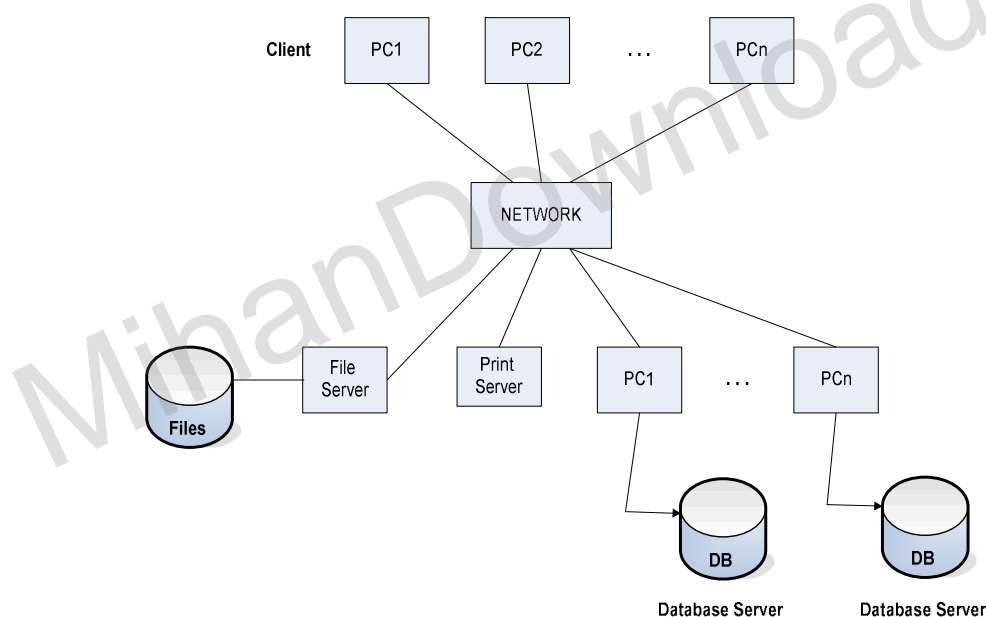 Client
PC1
PC2
...
PCn
NETWORK
File
Server
Print
Server
PC1
...
PCn
Files
DB
DB
Database Server
Database Server
MihanDownload